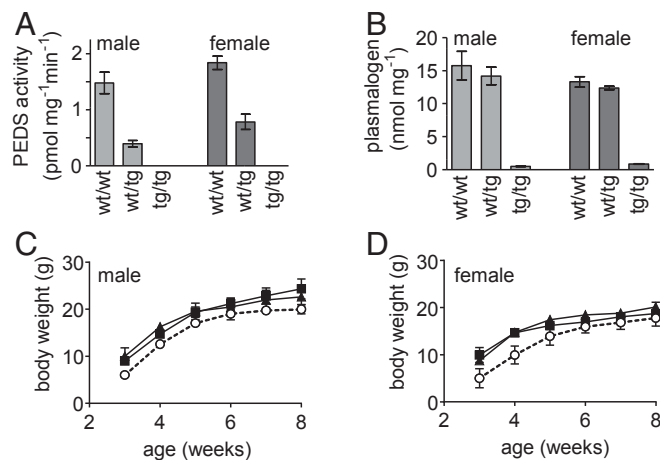 A
male
female
PEDS activity
(pmol mg⁻¹min⁻¹)
2
1
0
wt/wt
wt/tg
tg/tg
wt/wt
wt/tg
tg/tg
B
male
female
plasmalogen
(nmol mg⁻¹)
20
15
10
5
0
wt/wt
wt/tg
tg/tg
wt/wt
wt/tg
tg/tg
C
male
body weight (g)
30
20
10
0
2
4
6
8
age (weeks)
D
female
body weight (g)
30
20
10
0
2
4
6
8
age (weeks)